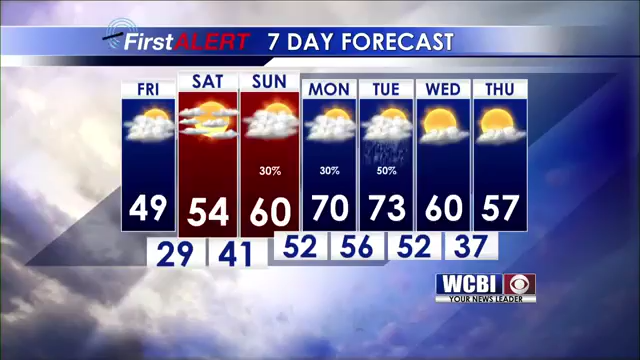 FirstALERT 7 DAY FORECAST
FRI SAT SUN MON TUE WED THU
30% 30% 50%
49 54 60 70 73 60 57
29 41 52 56 52 37
WCBI
YOUR NEWS LEADER